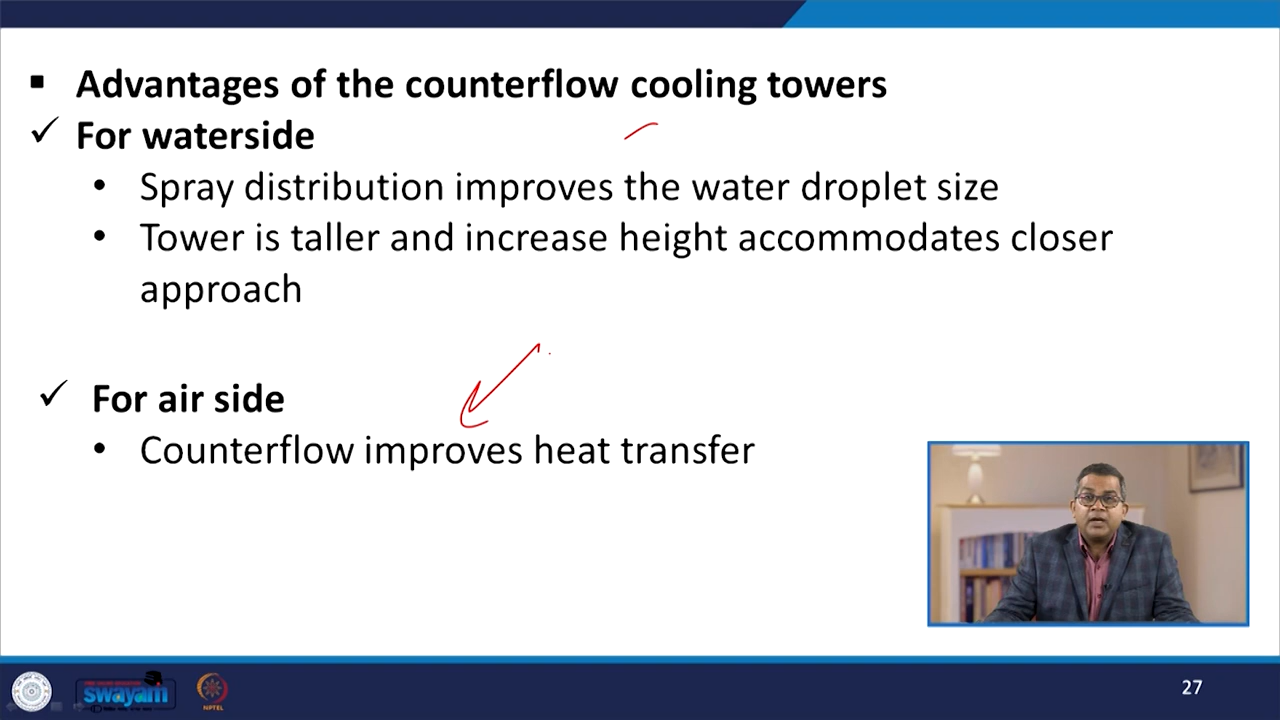 Advantages of the counterflow cooling towers
For waterside
Spray distribution improves the water droplet size
Tower is taller and increase height accommodates closer
approach
For air side
Counterflow improves heat transfer
swayam
NPTEL
27